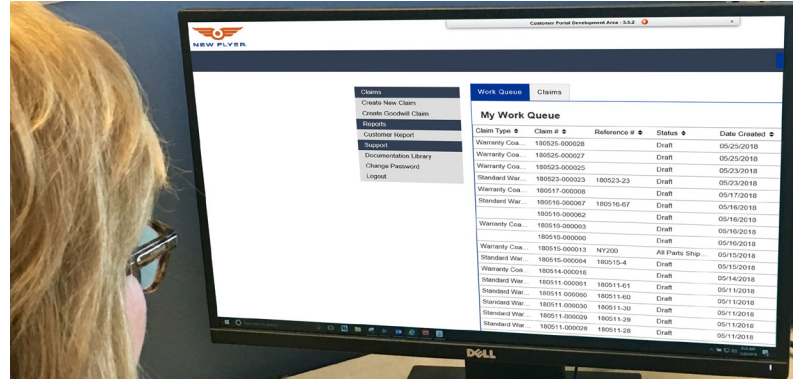 Customer Portal Development Area - 3.5.2
NEW FLYER
Claims
Create New Claim
Create Goodwill Claim
Reports
Customer Report
Support
Documentation Library
Change Password
Logout
Work Queue Claims
My Work Queue
Claim Type Claim # Reference # Status Date Created
Warranty Coa... 180525-000028 Draft 05/25/2018
Warranty Coa... 180525-000027 Draft 05/25/2018
Warranty Coa... 180523-000025 Draft 05/23/2018
Standard War... 180523-000023 180523-23 Draft 05/23/2018
Warranty Coa... 180517-000008 Draft 05/17/2018
Standard War... 180516-000067 180516-67 Draft 05/16/2018
180516-000062 Draft 05/16/2018
Warranty Coa... 180516-000003 Draft 05/16/2018
180516-000000 Draft 05/16/2018
Warranty Coa... 180515-000013 NY200 All Parts Ship... 05/15/2018
Standard War... 180515-000004 180515-4 Draft 05/15/2018
Warranty Coa... 180514-000016 Draft 05/14/2018
Standard War... 180511-000061 180511-61 Draft 05/11/2018
Standard War... 180511-000060 180511-60 Draft 05/11/2018
Standard War... 180511-000030 180511-30 Draft 05/11/2018
Standard War... 180511-000029 180511-29 Draft 05/11/2018
Standard War... 180511-000028 180511-28 Draft 05/11/2018
DELL